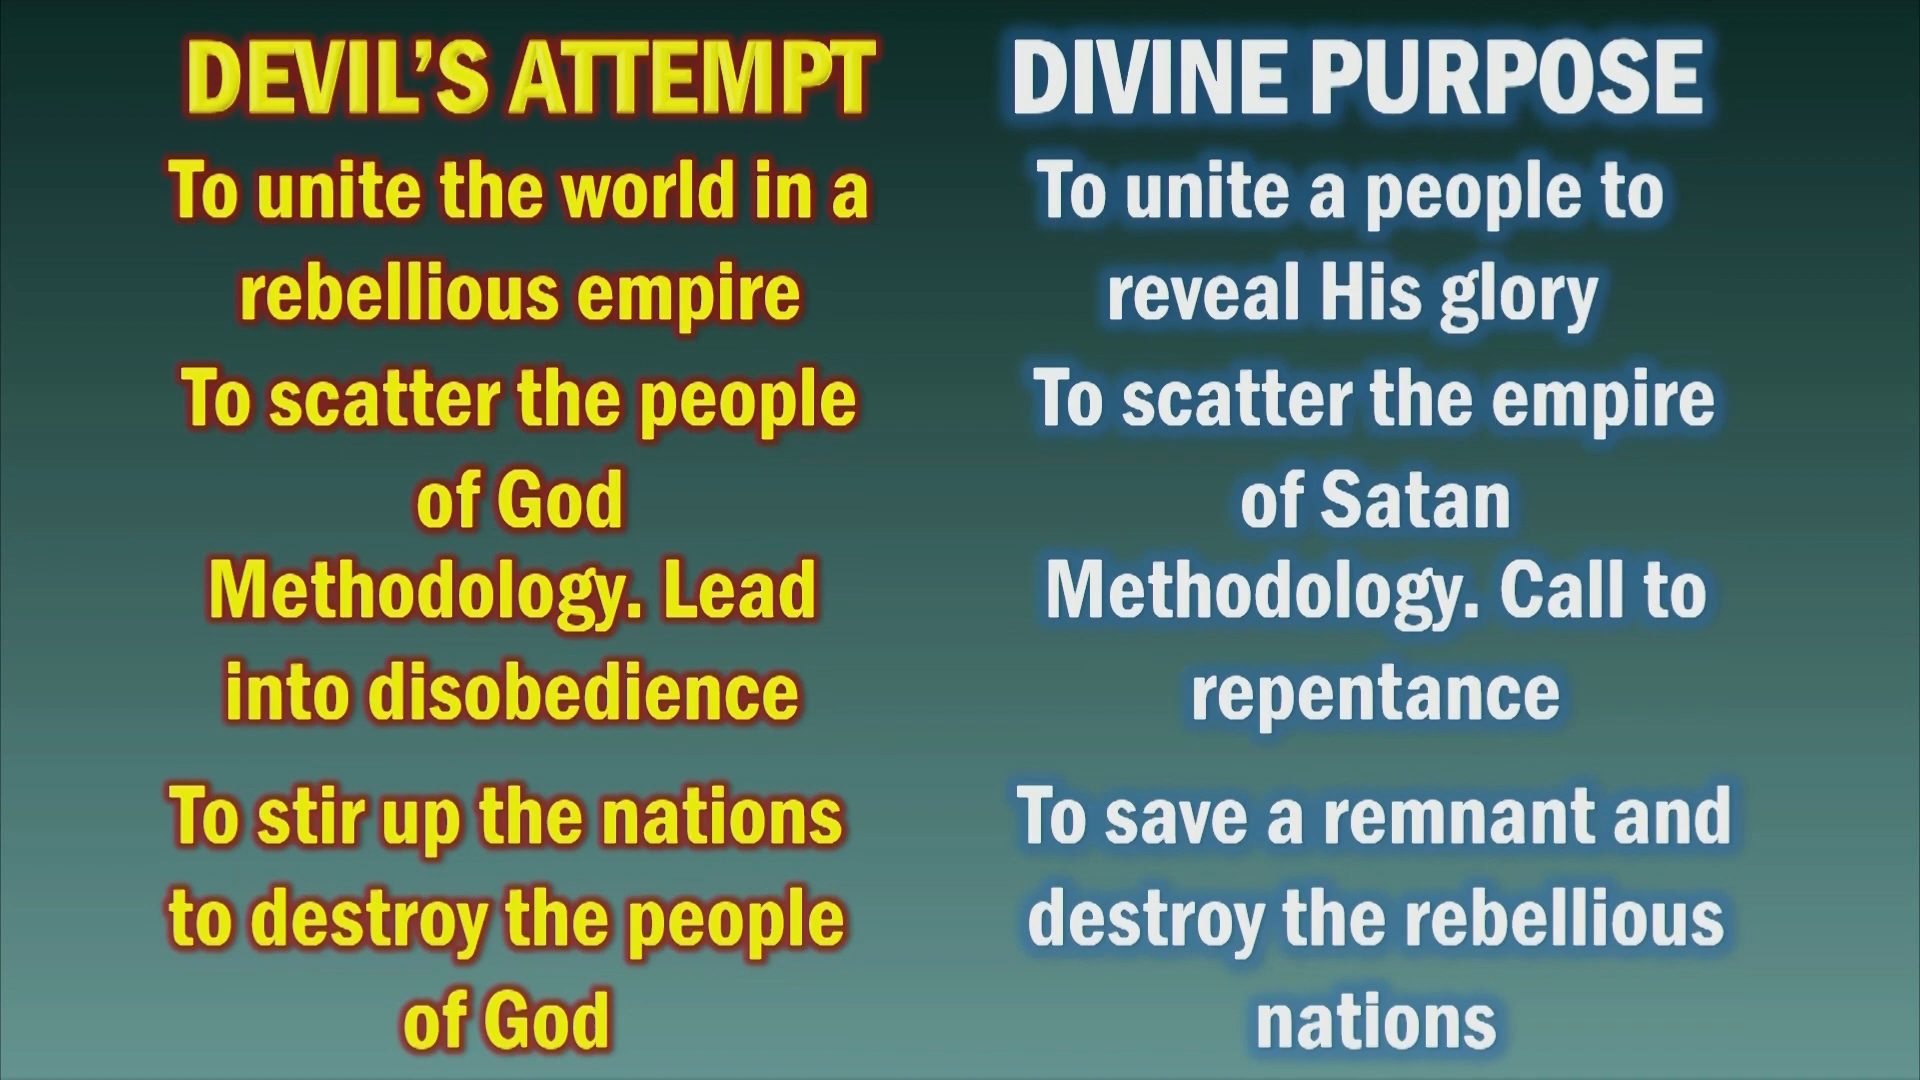 DEVIL'S ATTEMPT
To unite the world in a
rebellious empire
To scatter the people
of God
Methodology. Lead
into disobedience
To stir up the nations
to destroy the people
of God
DIVINE PURPOSE
To unite a people to
reveal His glory
To scatter the empire
of Satan
Methodology. Call to
repentance
To save a remnant and
destroy the rebellious
nations